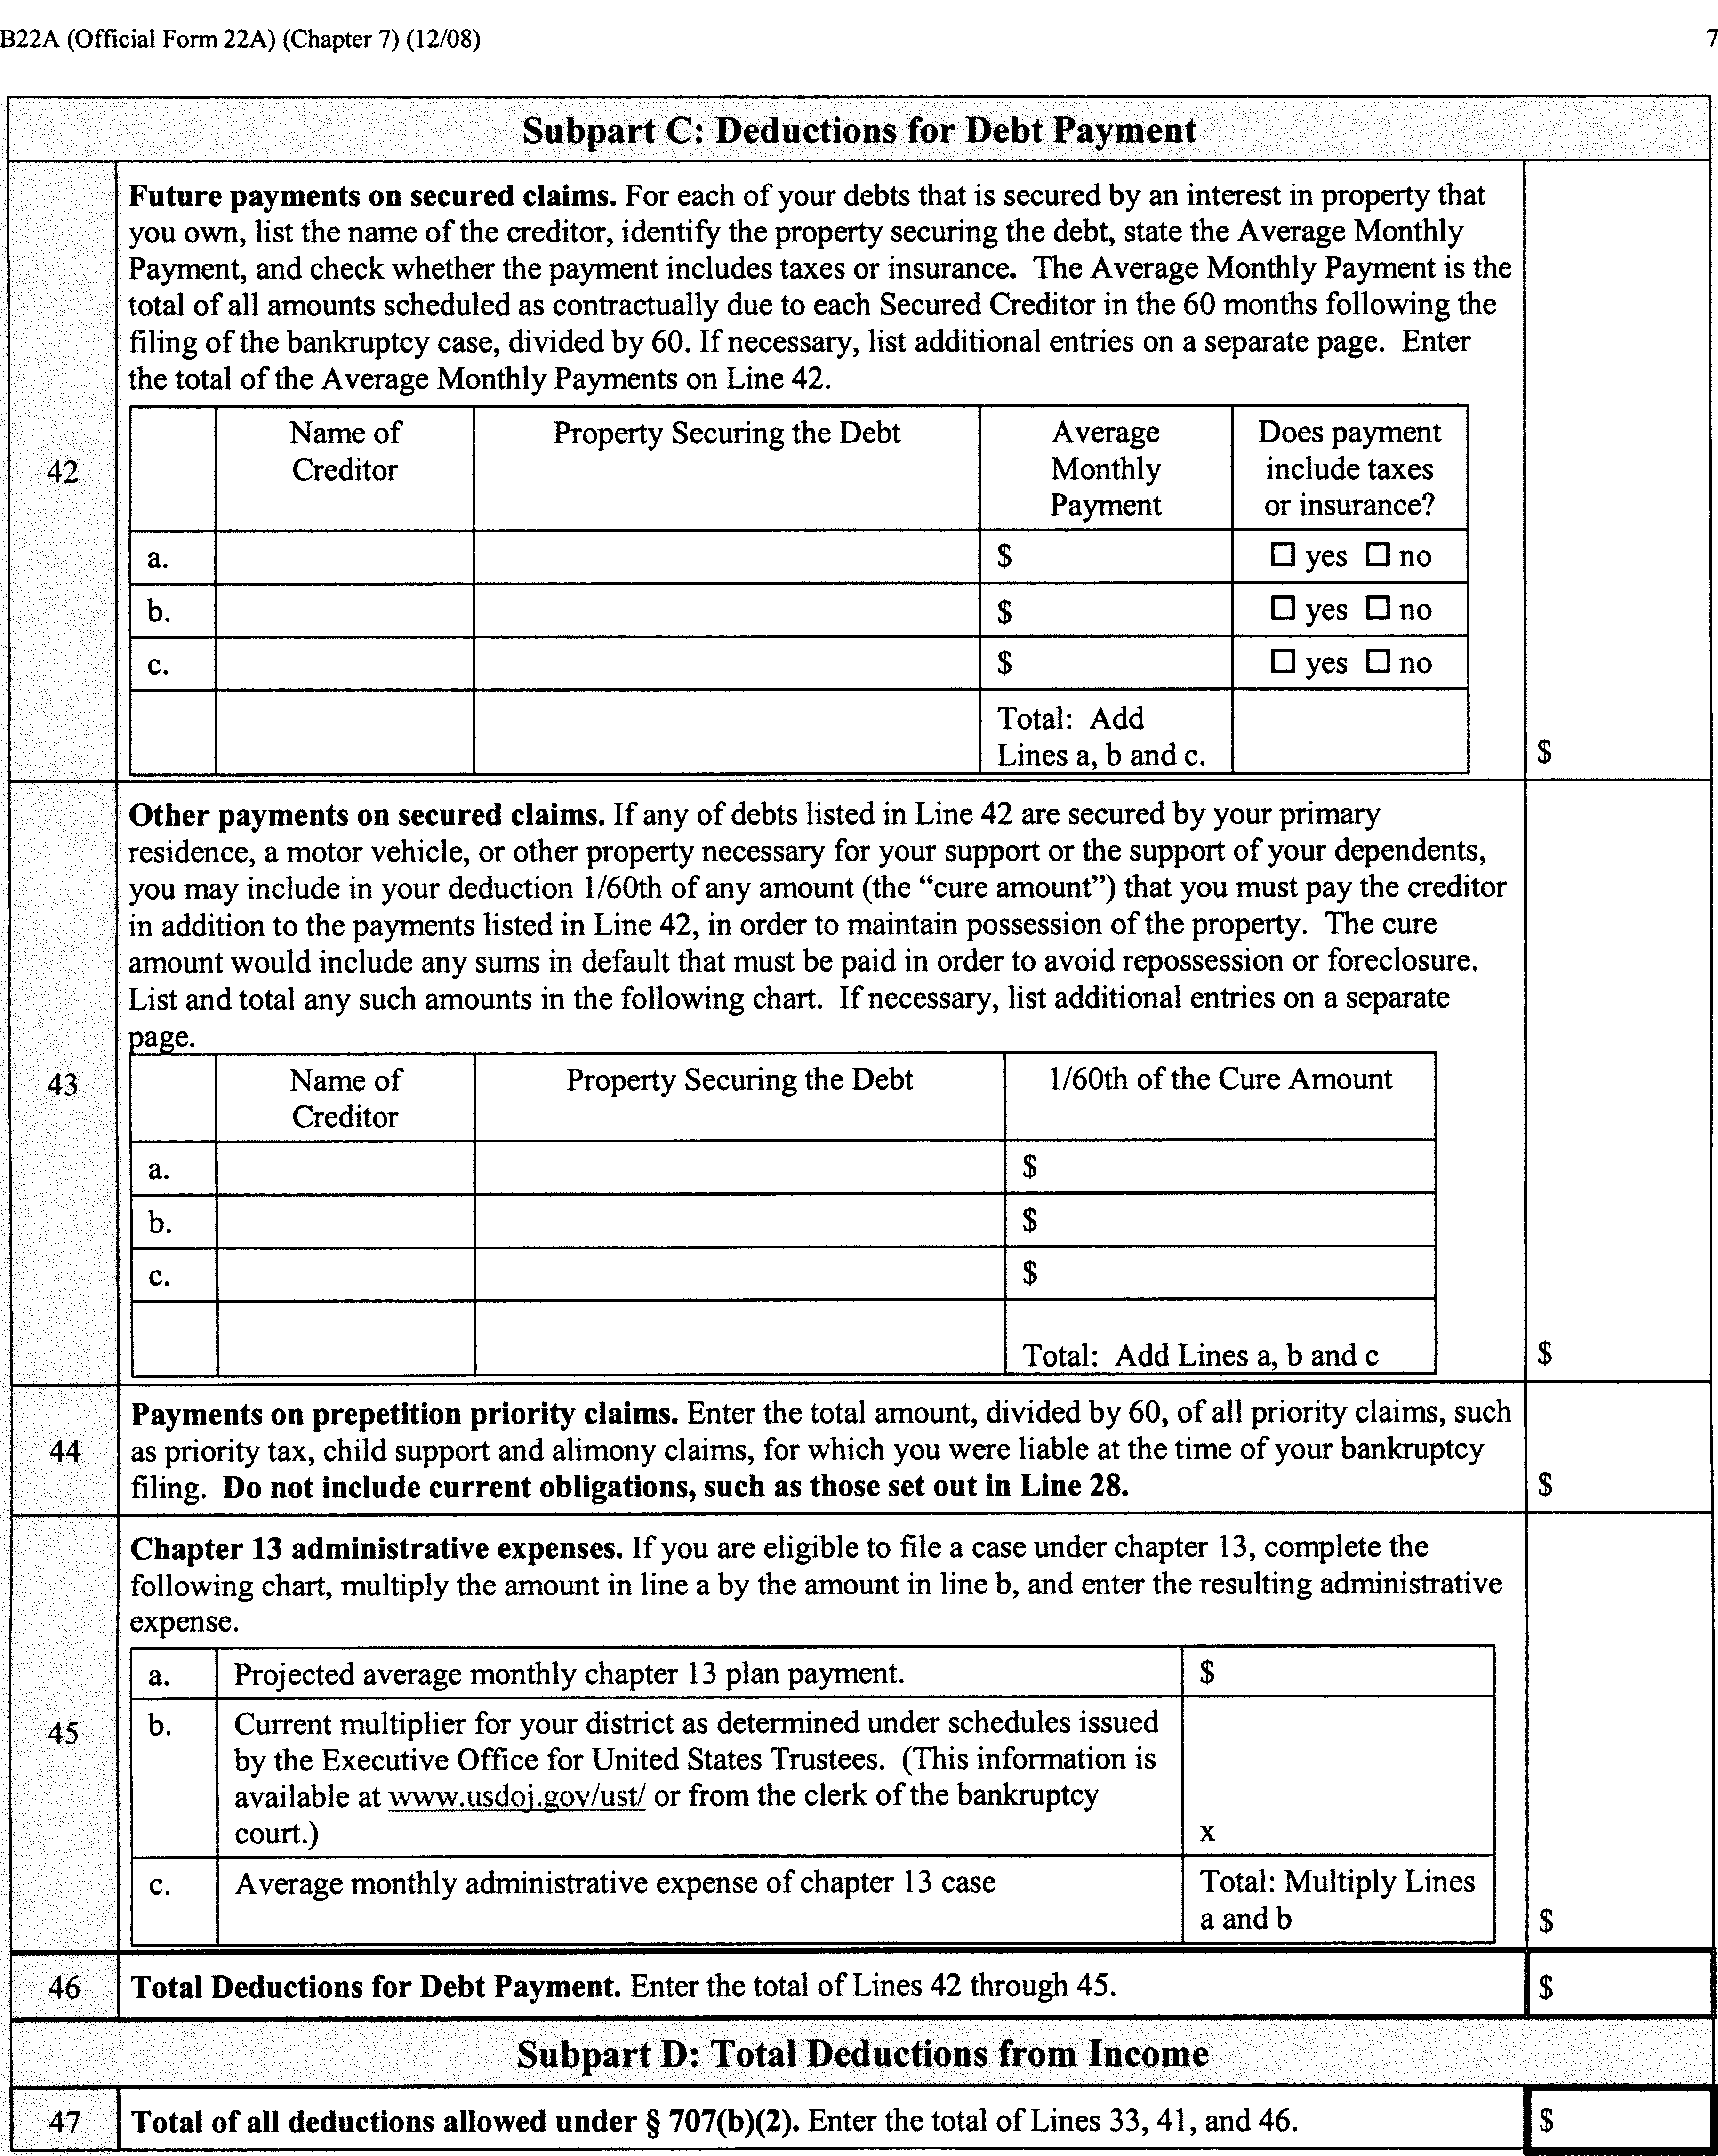 B22A (Official Form 22A) (Chapter 7) (12/08)
7
Subpart C: Deductions for Debt Payment
42
Future payments on secured claims. For each of your debts that is secured by an interest in property that
you own, list the name of the creditor, identify the property securing the debt, state the Average Monthly
Payment, and check whether the payment includes taxes or insurance. The Average Monthly Payment is the
total of all amounts scheduled as contractually due to each Secured Creditor in the 60 months following the
filing of the bankruptcy case, divided by 60. If necessary, list additional entries on a separate page. Enter
the total of the Average Monthly Payments on Line 42.
Name of
Creditor
Property Securing the Debt
Average
Monthly
Payment
Does payment
include taxes
or insurance?
a. $ ☐ yes ☐ no
b. $ ☐ yes ☐ no
c. $ ☐ yes ☐ no
Total: Add
Lines a, b and c.
$
43
Other payments on secured claims. If any of debts listed in Line 42 are secured by your primary
residence, a motor vehicle, or other property necessary for your support or the support of your dependents,
you may include in your deduction 1/60th of any amount (the “cure amount”) that you must pay the creditor
in addition to the payments listed in Line 42, in order to maintain possession of the property. The cure
amount would include any sums in default that must be paid in order to avoid repossession or foreclosure.
List and total any such amounts in the following chart. If necessary, list additional entries on a separate
page.
Name of
Creditor
Property Securing the Debt
1/60th of the Cure Amount
a. $
b. $
c. $
Total: Add Lines a, b and c
$
44
Payments on prepetition priority claims. Enter the total amount, divided by 60, of all priority claims, such
as priority tax, child support and alimony claims, for which you were liable at the time of your bankruptcy
filing. Do not include current obligations, such as those set out in Line 28.
$
45
Chapter 13 administrative expenses. If you are eligible to file a case under chapter 13, complete the
following chart, multiply the amount in line a by the amount in line b, and enter the resulting administrative
expense.
a. Projected average monthly chapter 13 plan payment. $
b. Current multiplier for your district as determined under schedules issued
by the Executive Office for United States Trustees. (This information is
available at www.usdoj.gov/ust/ or from the clerk of the bankruptcy
court.) x
c. Average monthly administrative expense of chapter 13 case
Total: Multiply Lines
a and b
$
46 Total Deductions for Debt Payment. Enter the total of Lines 42 through 45. $
Subpart D: Total Deductions from Income
47 Total of all deductions allowed under § 707(b)(2). Enter the total of Lines 33, 41, and 46. $